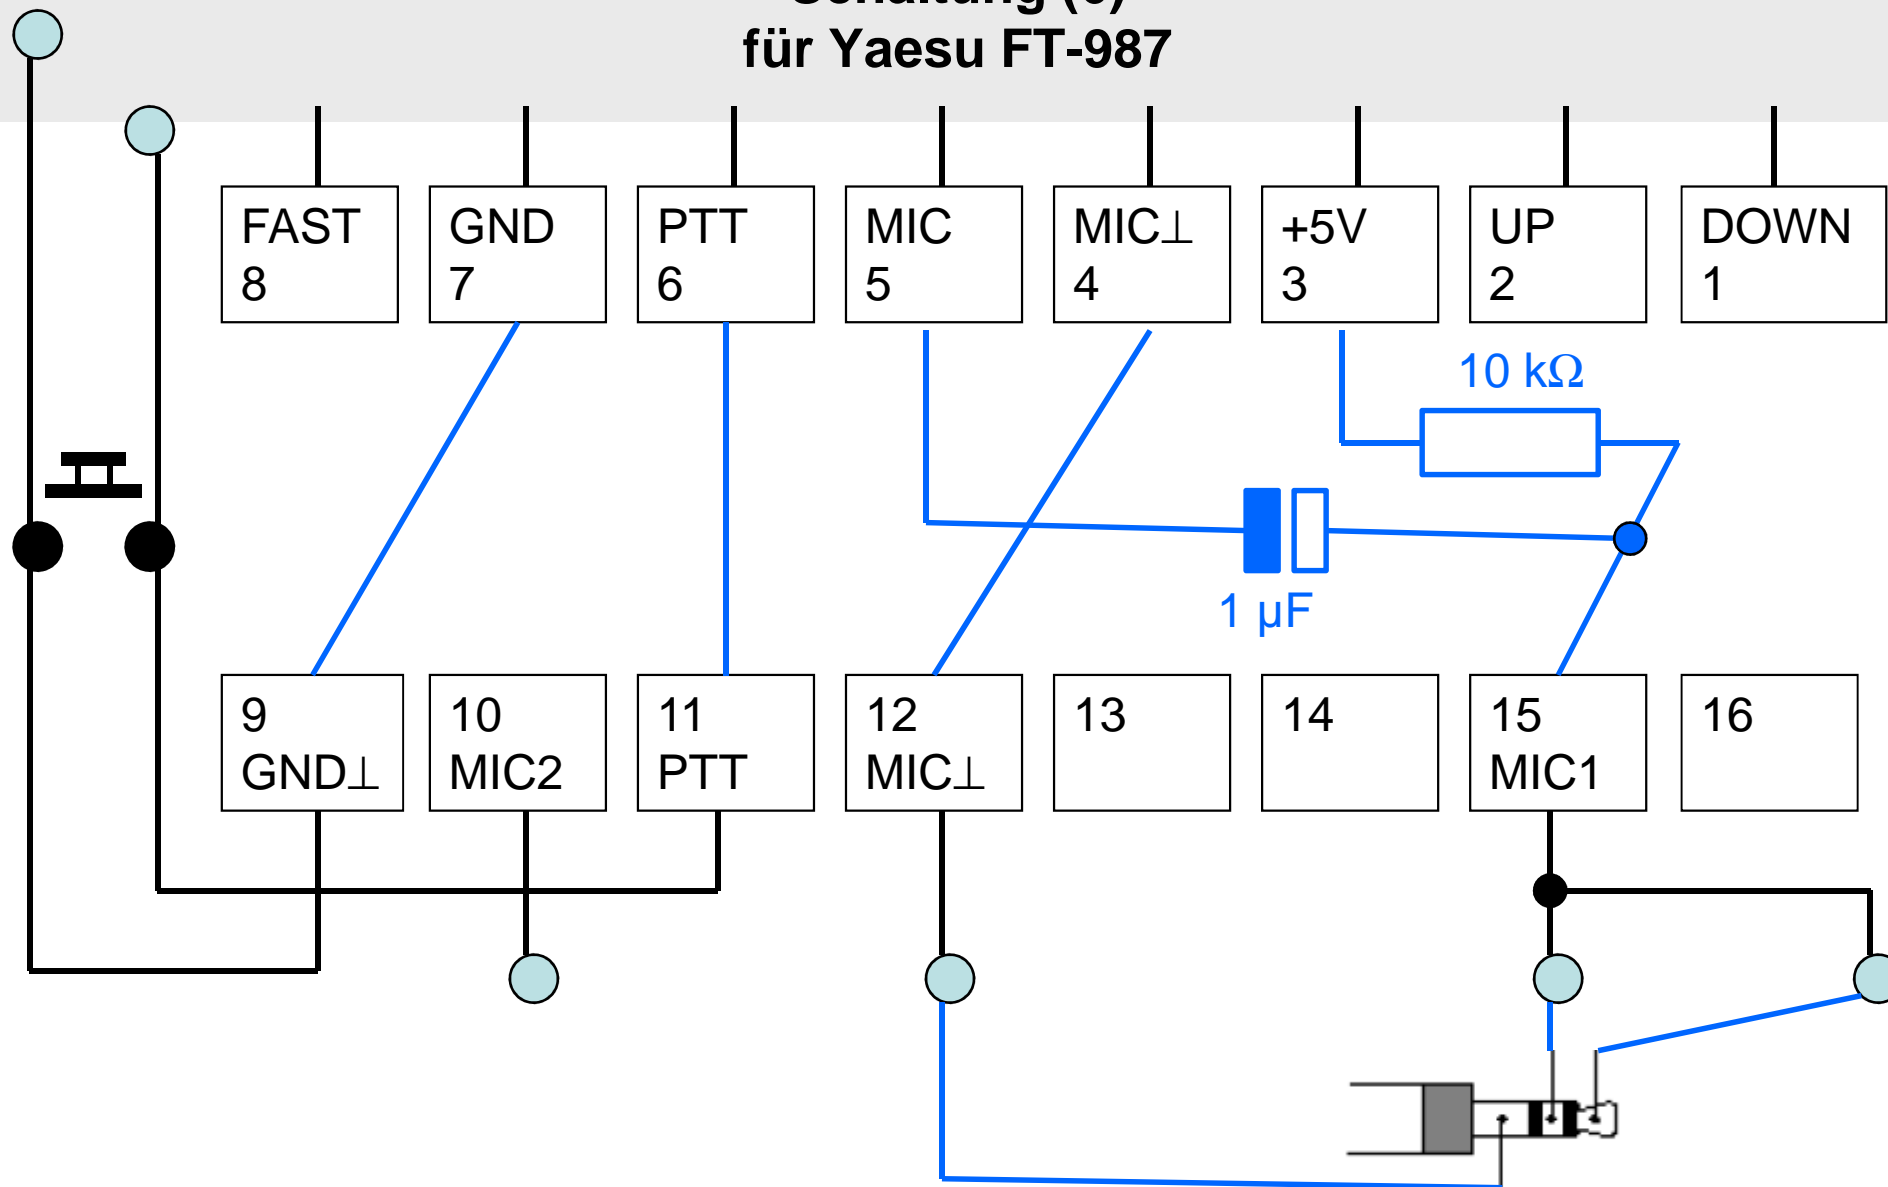 für Yaesu FT-987
FAST
8
GND
7
PTT
6
MIC
5
MIC⊥
4
+5V
3
UP
2
DOWN
1
10 kΩ
1 µF
9
GND⊥
10
MIC2
11
PTT
12
MIC⊥
13
14
15
MIC1
16